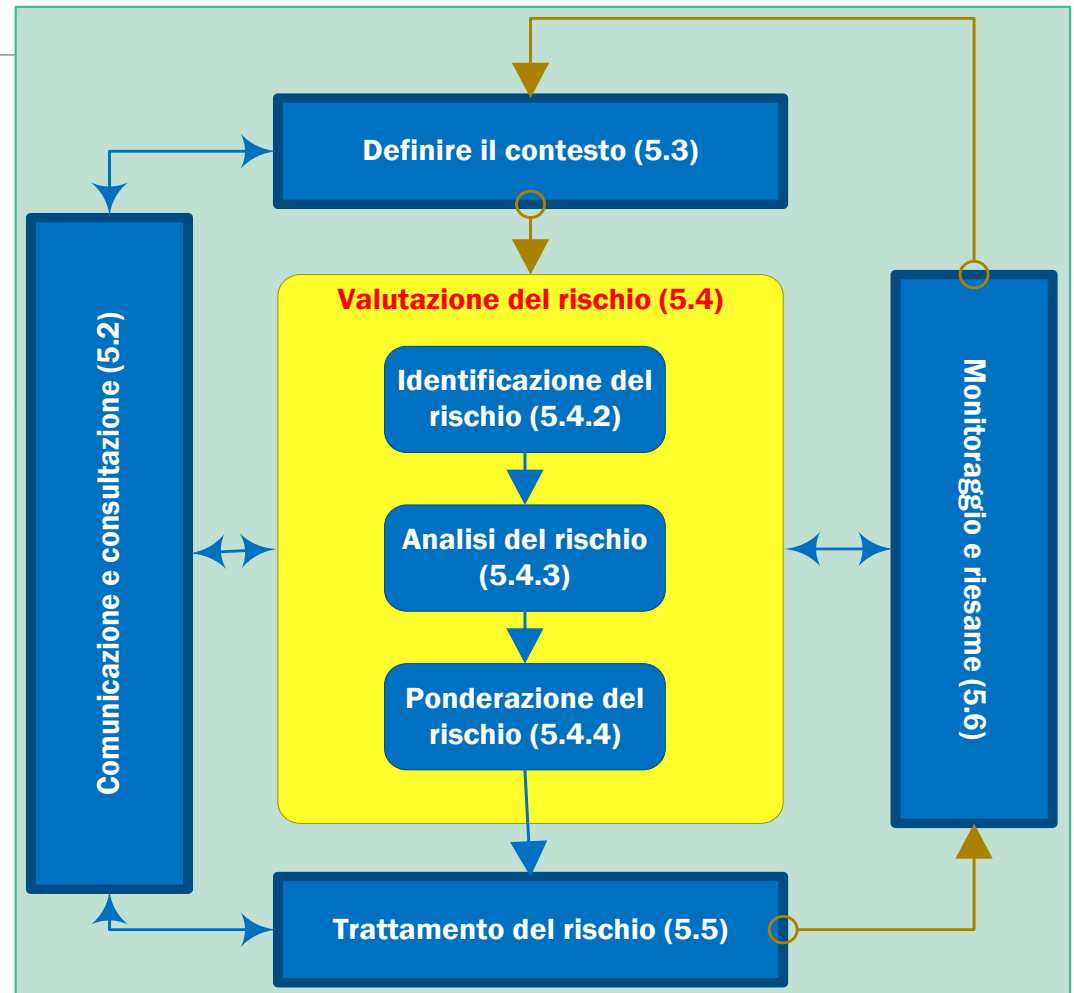 Definire il contesto (5.3)
Comunicazione e consultazione (5.2)
Valutazione del rischio (5.4)
Identificazione del
rischio (5.4.2)
Analisi del rischio
(5.4.3)
Ponderazione del
rischio (5.4.4)
Monitoraggio e riesame (5.6)
Trattamento del rischio (5.5)